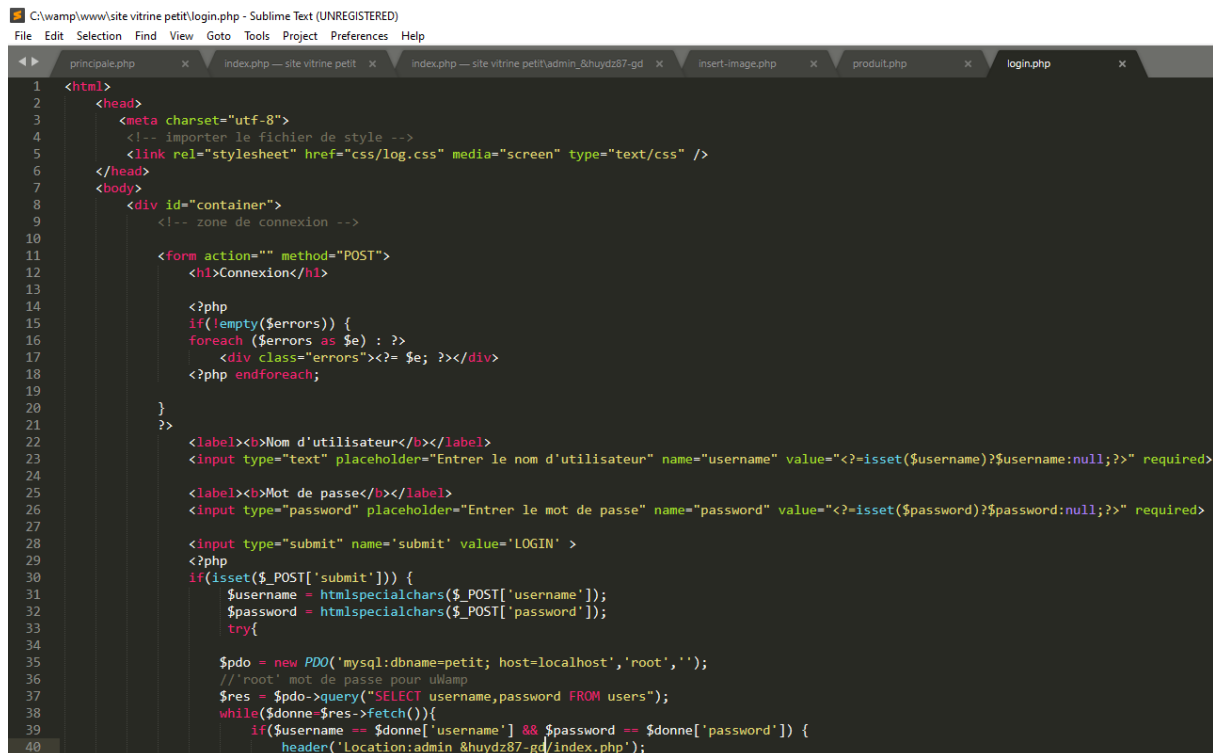 C:\wamp\www\site vitrine petit\login.php - Sublime Text (UNREGISTERED)
File Edit Selection Find View Goto Tools Project Preferences Help
principale.php × index.php — site vitrine petit × index.php — site vitrine petit\admin_&huydz87-gd × insert-image.php × produit.php × login.php ×
1 <html>
2 <head>
3 <meta charset="utf-8">
4 <!-- importer le fichier de style -->
5 <link rel="stylesheet" href="css/log.css" media="screen" type="text/css" />
6 </head>
7 <body>
8 <div id="container">
9 <!-- zone de connexion -->
10
11 <form action="" method="POST">
12 <h1>Connexion</h1>
13
14 <?php
15 if(!empty($errors)) {
16 foreach ($errors as $e) : ?>
17 <div class="errors"><?= $e; ?></div>
18 <?php endforeach;
19
20 }
21 ?>
22 <label><b>Nom d'utilisateur</b></label>
23 <input type="text" placeholder="Entrer le nom d'utilisateur" name="username" value="<?=isset($username)?$username:null;?>" required>
24
25 <label><b>Mot de passe</b></label>
26 <input type="password" placeholder="Entrer le mot de passe" name="password" value="<?=isset($password)?$password:null;?>" required>
27
28 <input type="submit" name='submit' value='LOGIN' >
29 <?php
30 if(isset($_POST['submit'])) {
31 $username = htmlspecialchars($_POST['username']);
32 $password = htmlspecialchars($_POST['password']);
33 try{
34
35 $pdo = new PDO('mysql:dbname=petit; host=localhost','root','');
36 //'root' mot de passe pour uWamp
37 $res = $pdo->query("SELECT username,password FROM users");
38 while($donne=$res->fetch()){
39 if($username == $donne['username'] && $password == $donne['password']) {
40 header('Location:admin_&huydz87-gd/index.php');